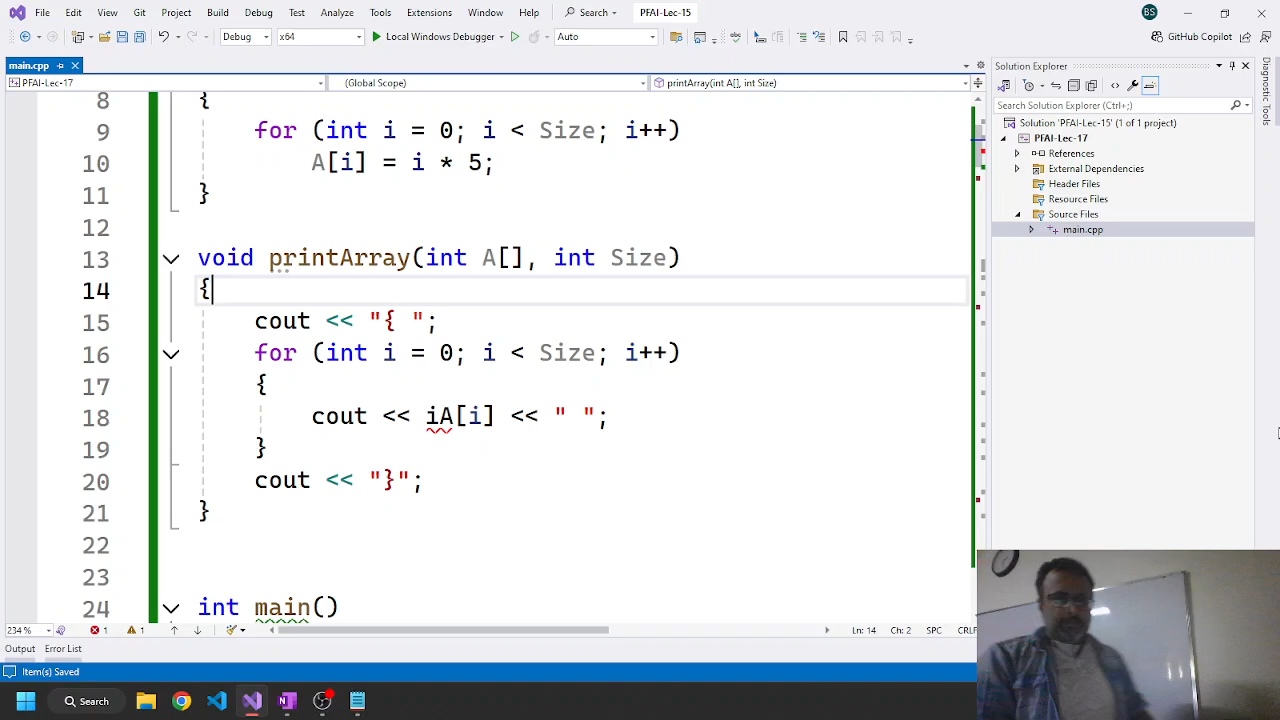 File Edit View Git Project Build Debug Test Analyze Tools Extensions Window Help Search PFAI-Lec-15 BS
Debug x64 Local Windows Debugger Auto GitHub Copilot
main.cpp
PFAI-Lec-17 (Global Scope) printArray(int A[], int Size)
8 {
9 for (int i = 0; i < Size; i++)
10 A[i] = i * 5;
11 }
12
13 void printArray(int A[], int Size)
14 {
15 cout << "{ ";
16 for (int i = 0; i < Size; i++)
17 {
18 cout << iA[i] << " ";
19 }
20 cout << "}";
21 }
22
23
24 int main()
234 % 1 1 Ln: 14 Ch: 2 SPC CRLF
Output Error List
Item(s) Saved
Search
Solution Explorer
Search Solution Explorer (Ctrl+;)
Solution 'PFAI-Lec-15' (1 of 1 project)
PFAI-Lec-17
References
External Dependencies
Header Files
Resource Files
Source Files
main.cpp
Diagnostic Tools